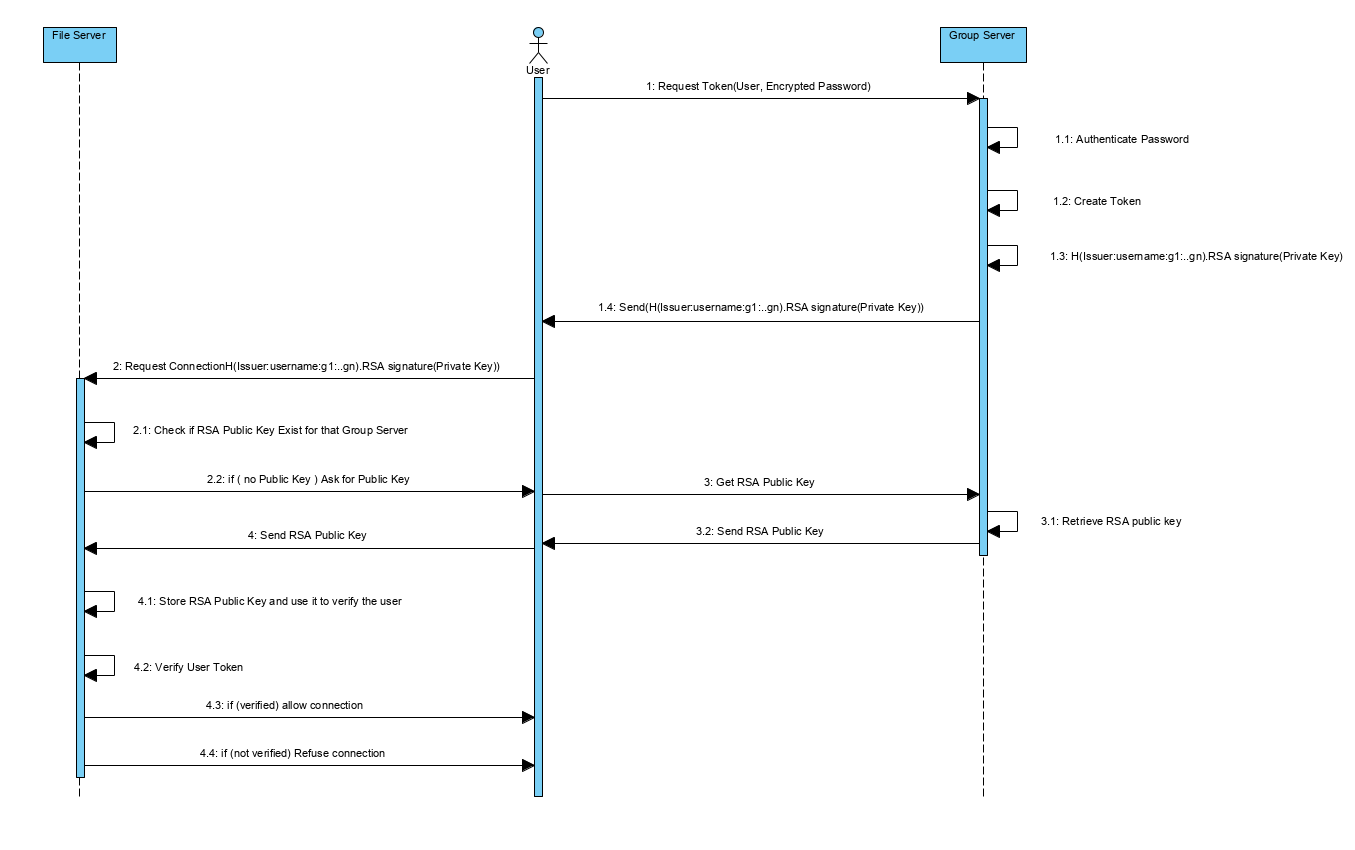 File Server
User
Group Server
1: Request Token(User, Encrypted Password)
1.1: Authenticate Password
1.2: Create Token
1.3: H(Issuer:username:g1:..gn).RSA signature(Private Key)
1.4: Send(H(Issuer:username:g1:..gn).RSA signature(Private Key))
2: Request ConnectionH(Issuer:username:g1:..gn).RSA signature(Private Key))
2.1: Check if RSA Public Key Exist for that Group Server
2.2: if ( no Public Key ) Ask for Public Key
3: Get RSA Public Key
3.1: Retrieve RSA public key
3.2: Send RSA Public Key
4: Send RSA Public Key
4.1: Store RSA Public Key and use it to verify the user
4.2: Verify User Token
4.3: if (verified) allow connection
4.4: if (not verified) Refuse connection